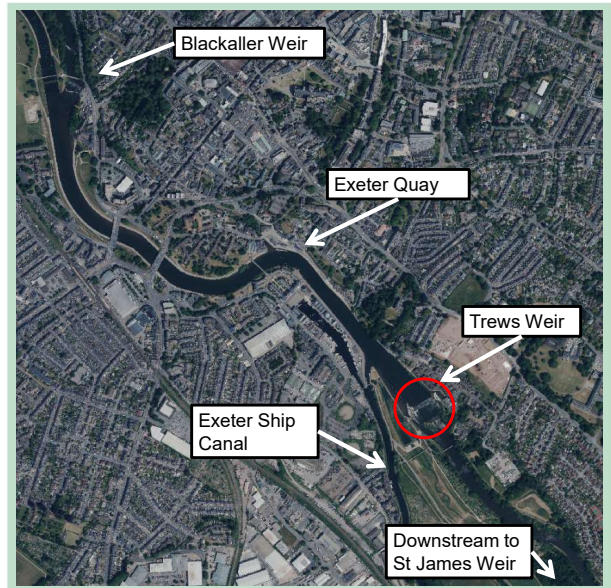 Blackaller Weir
Exeter Quay
Trews Weir
Exeter Ship
Canal
Downstream to
St James Weir